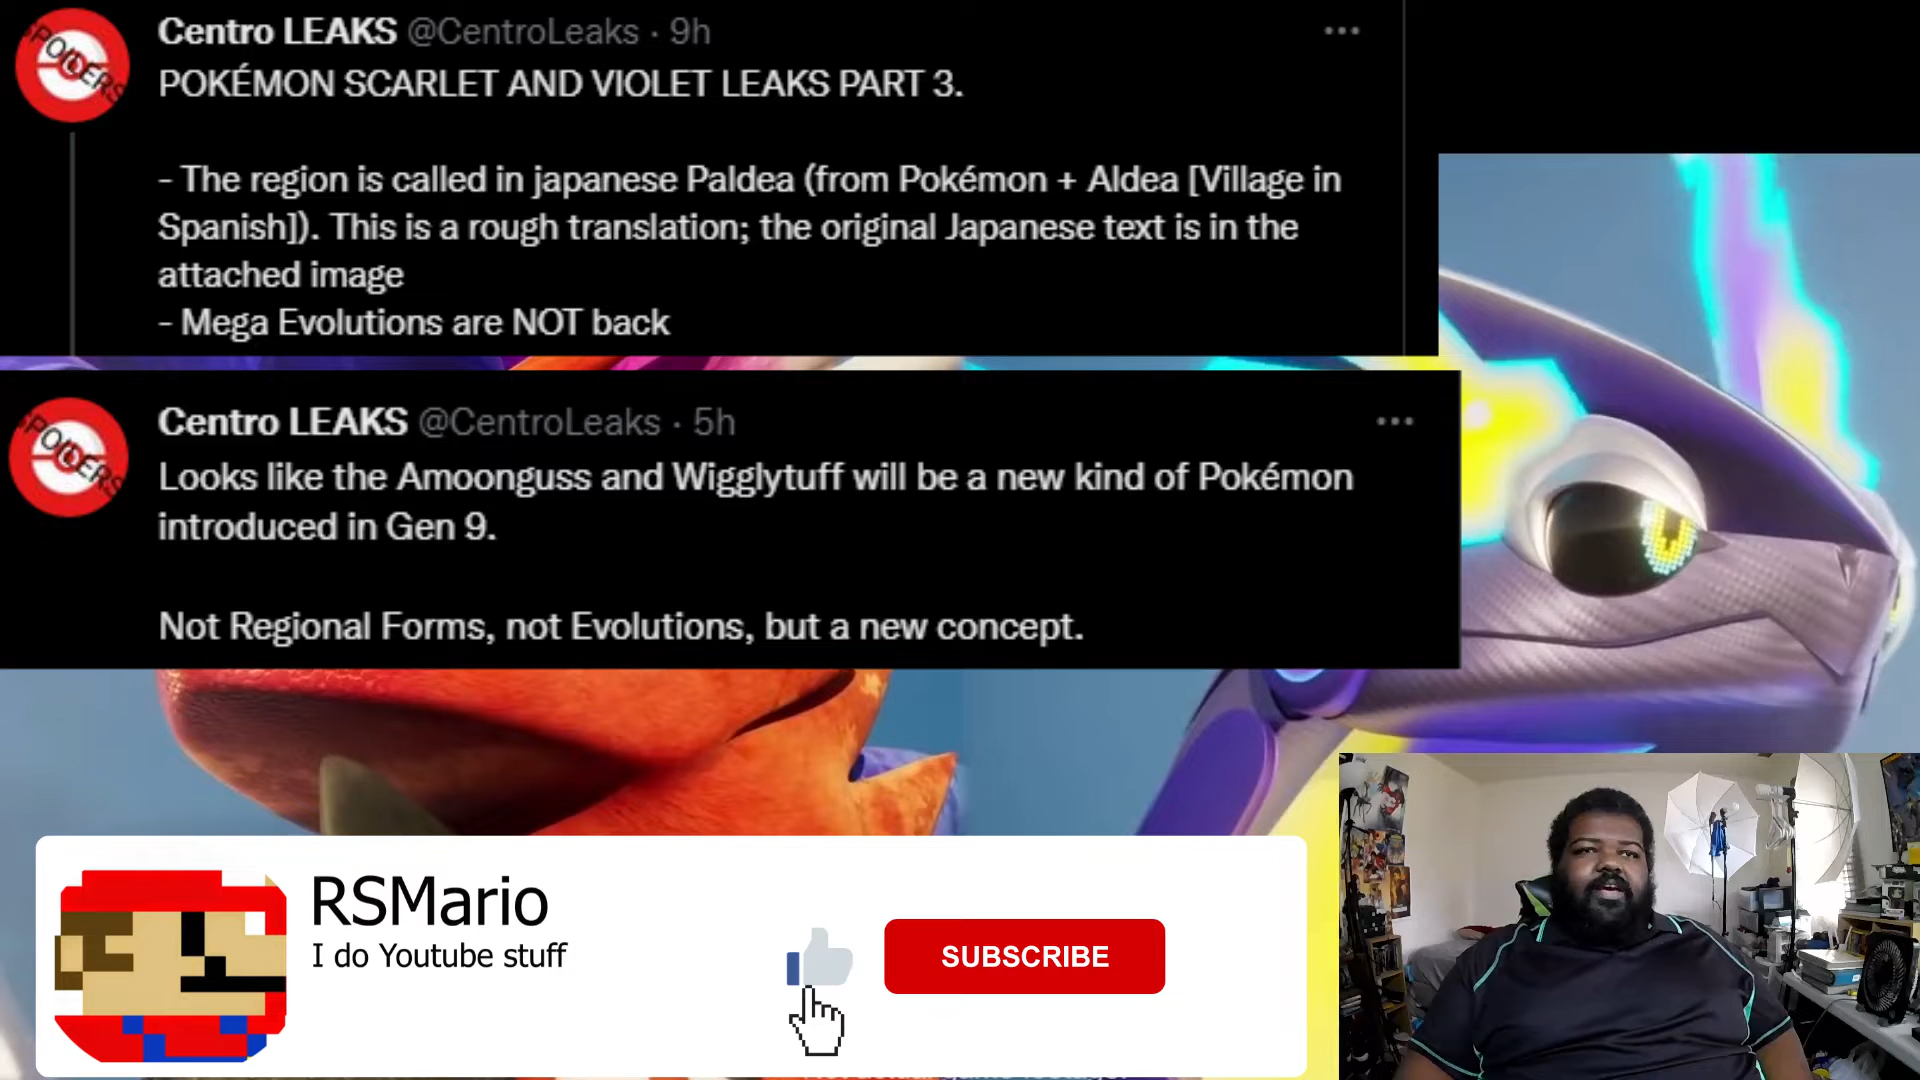 Centro LEAKS @CentroLeaks · 9h
POKÉMON SCARLET AND VIOLET LEAKS PART 3.
- The region is called in japanese Paldea (from Pokémon + Aldea [Village in
Spanish]). This is a rough translation; the original Japanese text is in the
attached image
- Mega Evolutions are NOT back
SPOILERS
Centro LEAKS @CentroLeaks · 5h
Looks like the Amoonguss and Wigglytuff will be a new kind of Pokémon
introduced in Gen 9.
Not Regional Forms, not Evolutions, but a new concept.
SPOILERS
RSMario
I do Youtube stuff
SUBSCRIBE